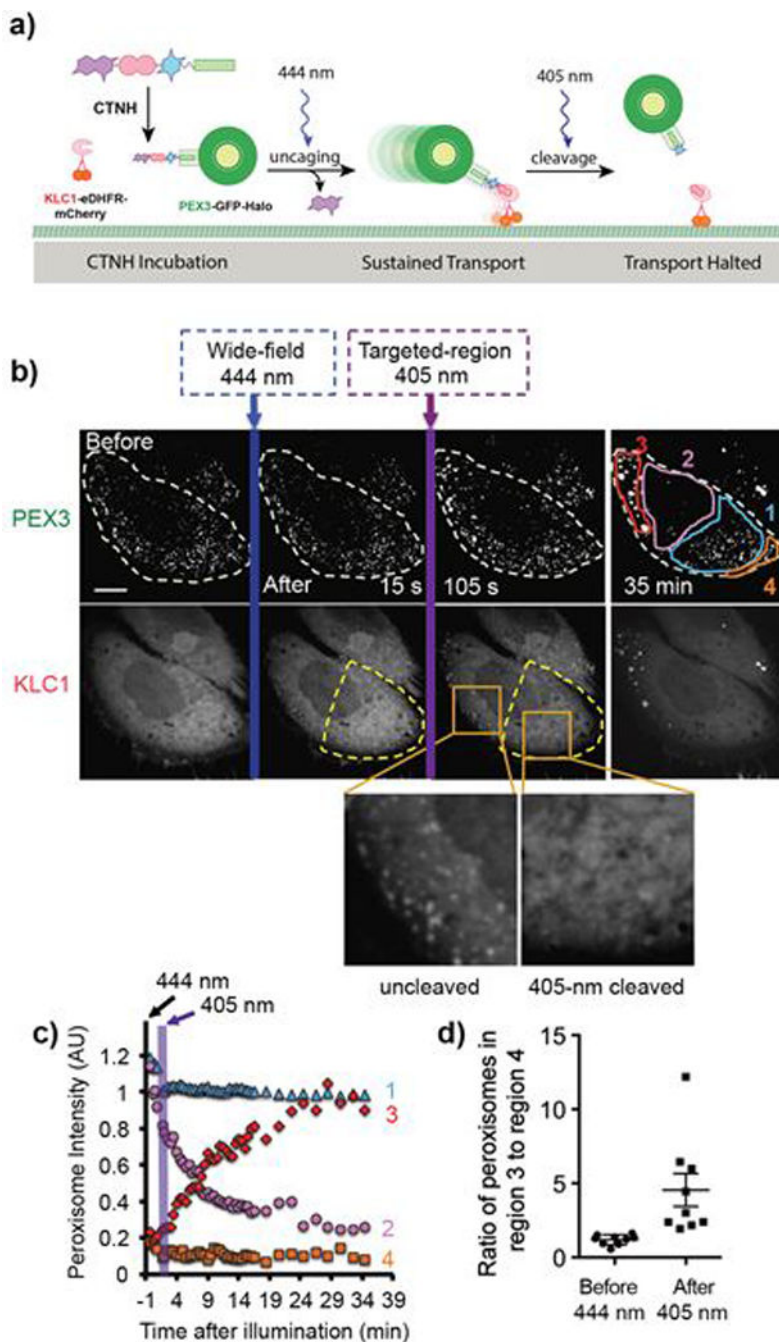 a)
444 nm
405 nm
CTNH
uncaging
cleavage
KLC1-eDHFR-
mCherry
PEX3-GFP-Halo
CTNH Incubation
Sustained Transport
Transport Halted
b)
Wide-field
444 nm
Targeted-region
405 nm
PEX3
Before
After
15 s
105 s
35 min
3
2
1
4
KLC1
uncleaved
405-nm cleaved
c)
444 nm
405 nm
Peroxisome Intensity (AU)
1.2
1
0.8
0.6
0.4
0.2
0
1
3
2
4
-1 4 9 14 19 24 29 34 39
Time after illumination (min)
d)
Ratio of peroxisomes in
region 3 to region 4
15
10
5
0
Before
444 nm
After
405 nm